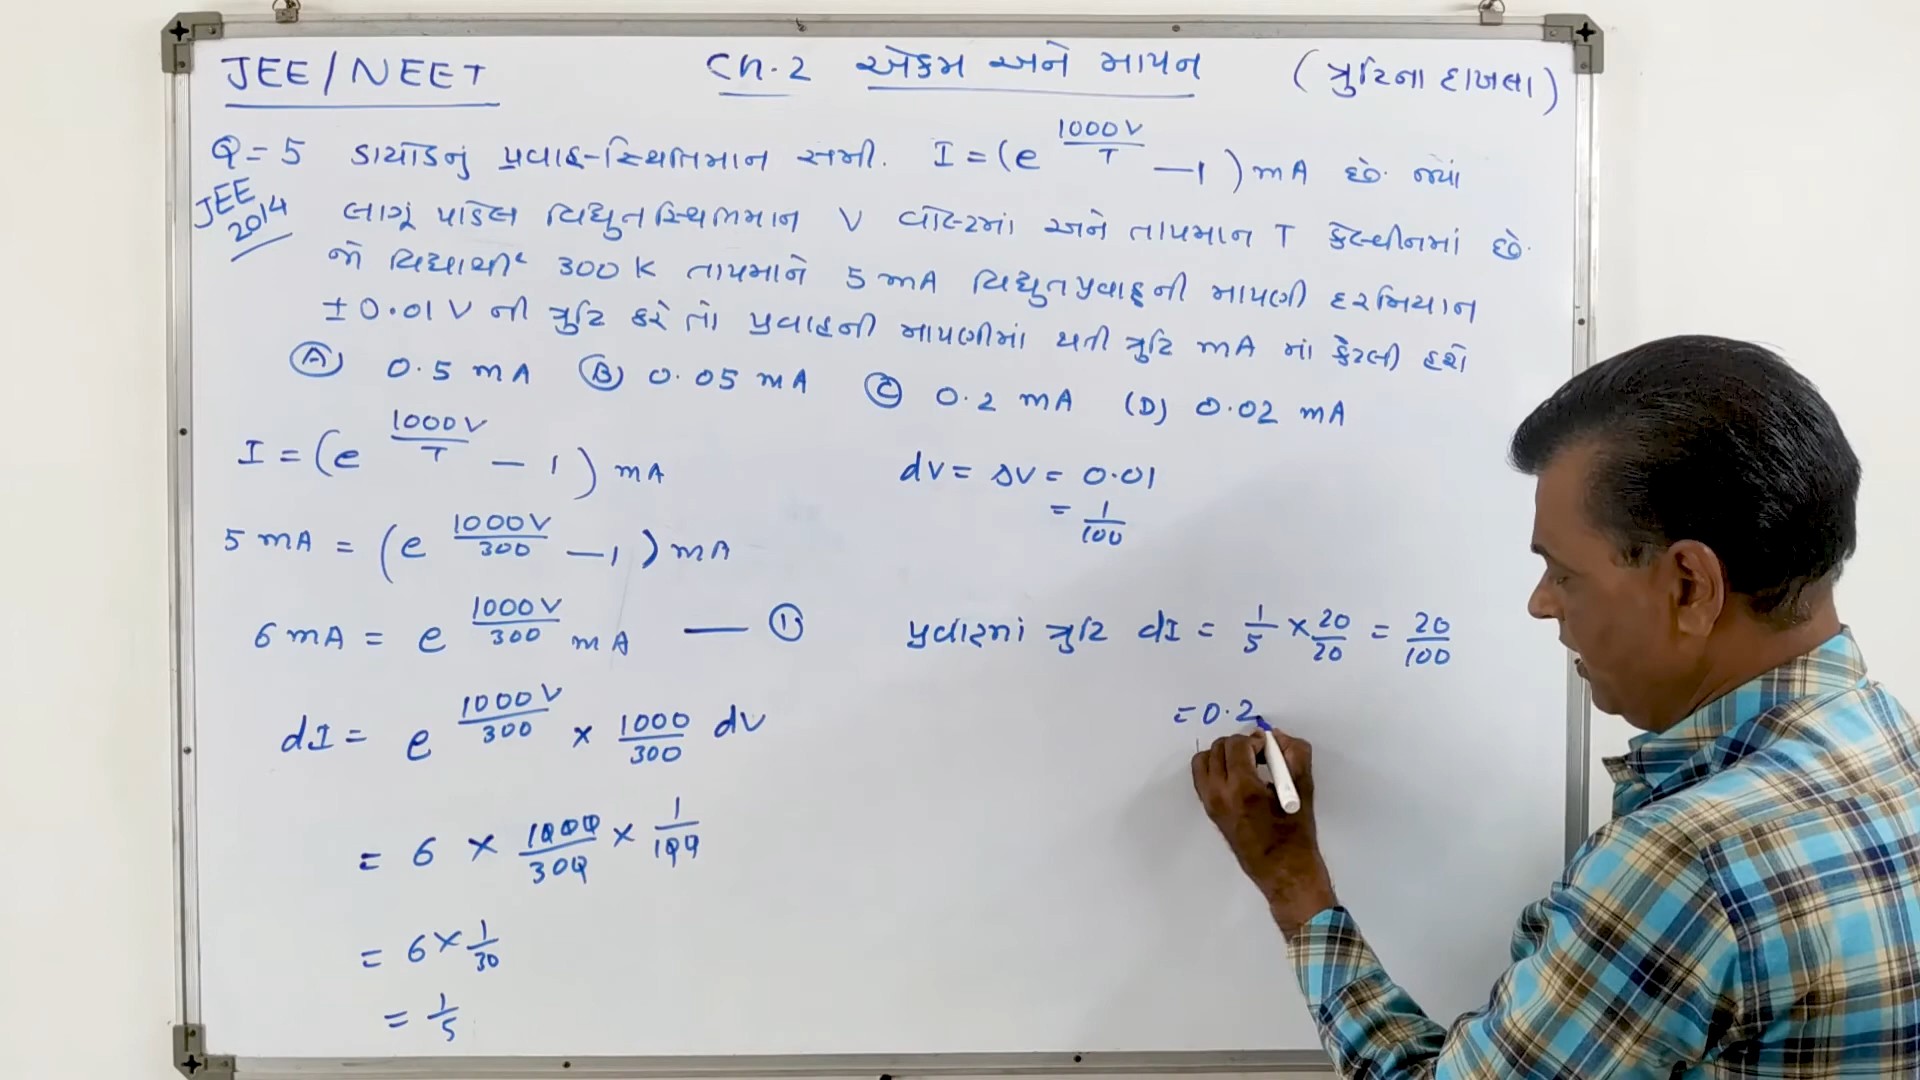 JEE/NEET Ch.2 એકમ અને માપન (ત્રુટિના દાખલા)
Q=5 ડાયોડનું પ્રવાહ-સ્થિતિમાન સમી. I = (e^(1000V/T) - 1) mA છે. જ્યાં
JEE 2014
લાગૂ પાડેલ વિદ્યુતસ્થિતિમાન V વોલ્ટમાં અને તાપમાન T કેલ્વીનમાં છે.
જો વિદ્યાર્થી 300 K તાપમાને 5 mA વિદ્યુતપ્રવાહની માપણી દરમિયાન
±0.01 V ની ત્રુટિ કરે તો પ્રવાહની માપણીમાં થતી ત્રુટિ mA માં કેટલી હશે
(A) 0.5 mA (B) 0.05 mA (C) 0.2 mA (D) 0.02 mA
I = (e^(1000V/T) - 1) mA
5 mA = (e^(1000V/300) - 1) mA
6 mA = e^(1000V/300) mA — (1)
dI = e^(1000V/300) × 1000/300 dV
= 6 × 1000/300 × 1/100
= 6 × 1/30
= 1/5
dV = ΔV = 0.01
= 1/100
પ્રવાહમાં ત્રુટિ dI = 1/5 × 20/20 = 20/100
= 0.2